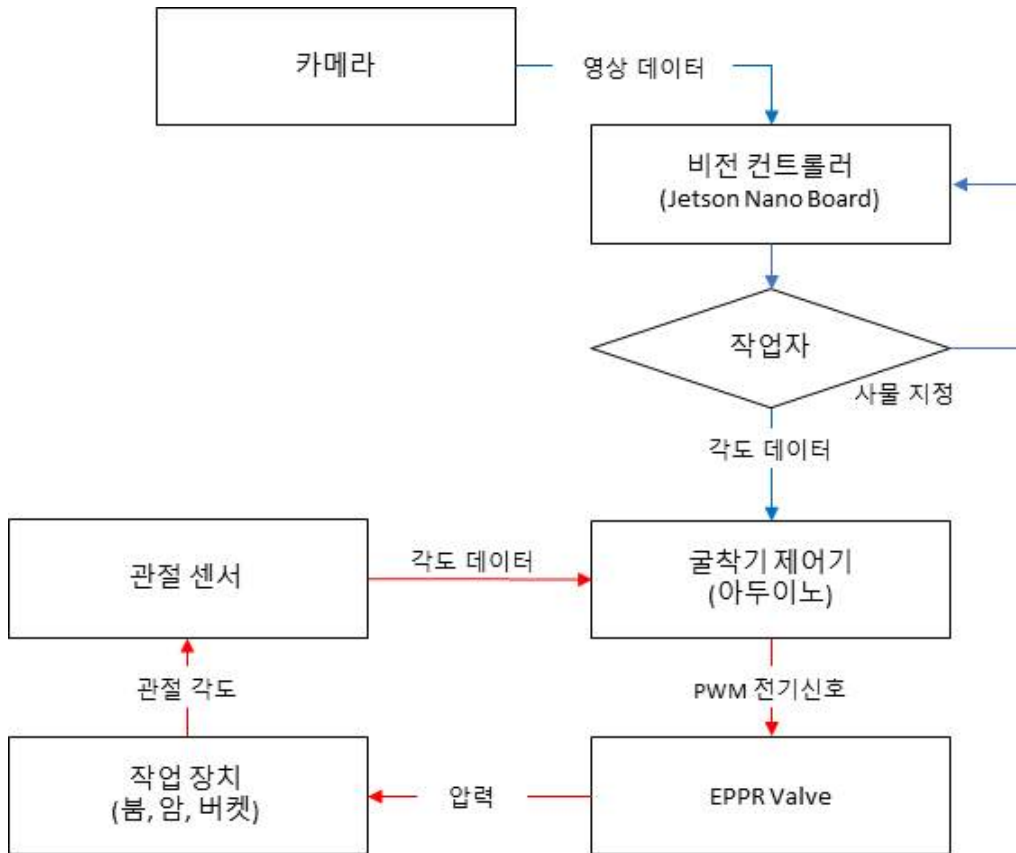 카메라
영상 데이터
비전 컨트롤러
(Jetson Nano Board)
작업자
사물 지정
각도 데이터
관절 센서
각도 데이터
굴착기 제어기
(아두이노)
관절 각도
PWM 전기신호
작업 장치
(붐, 암, 버켓)
압력
EPPR Valve